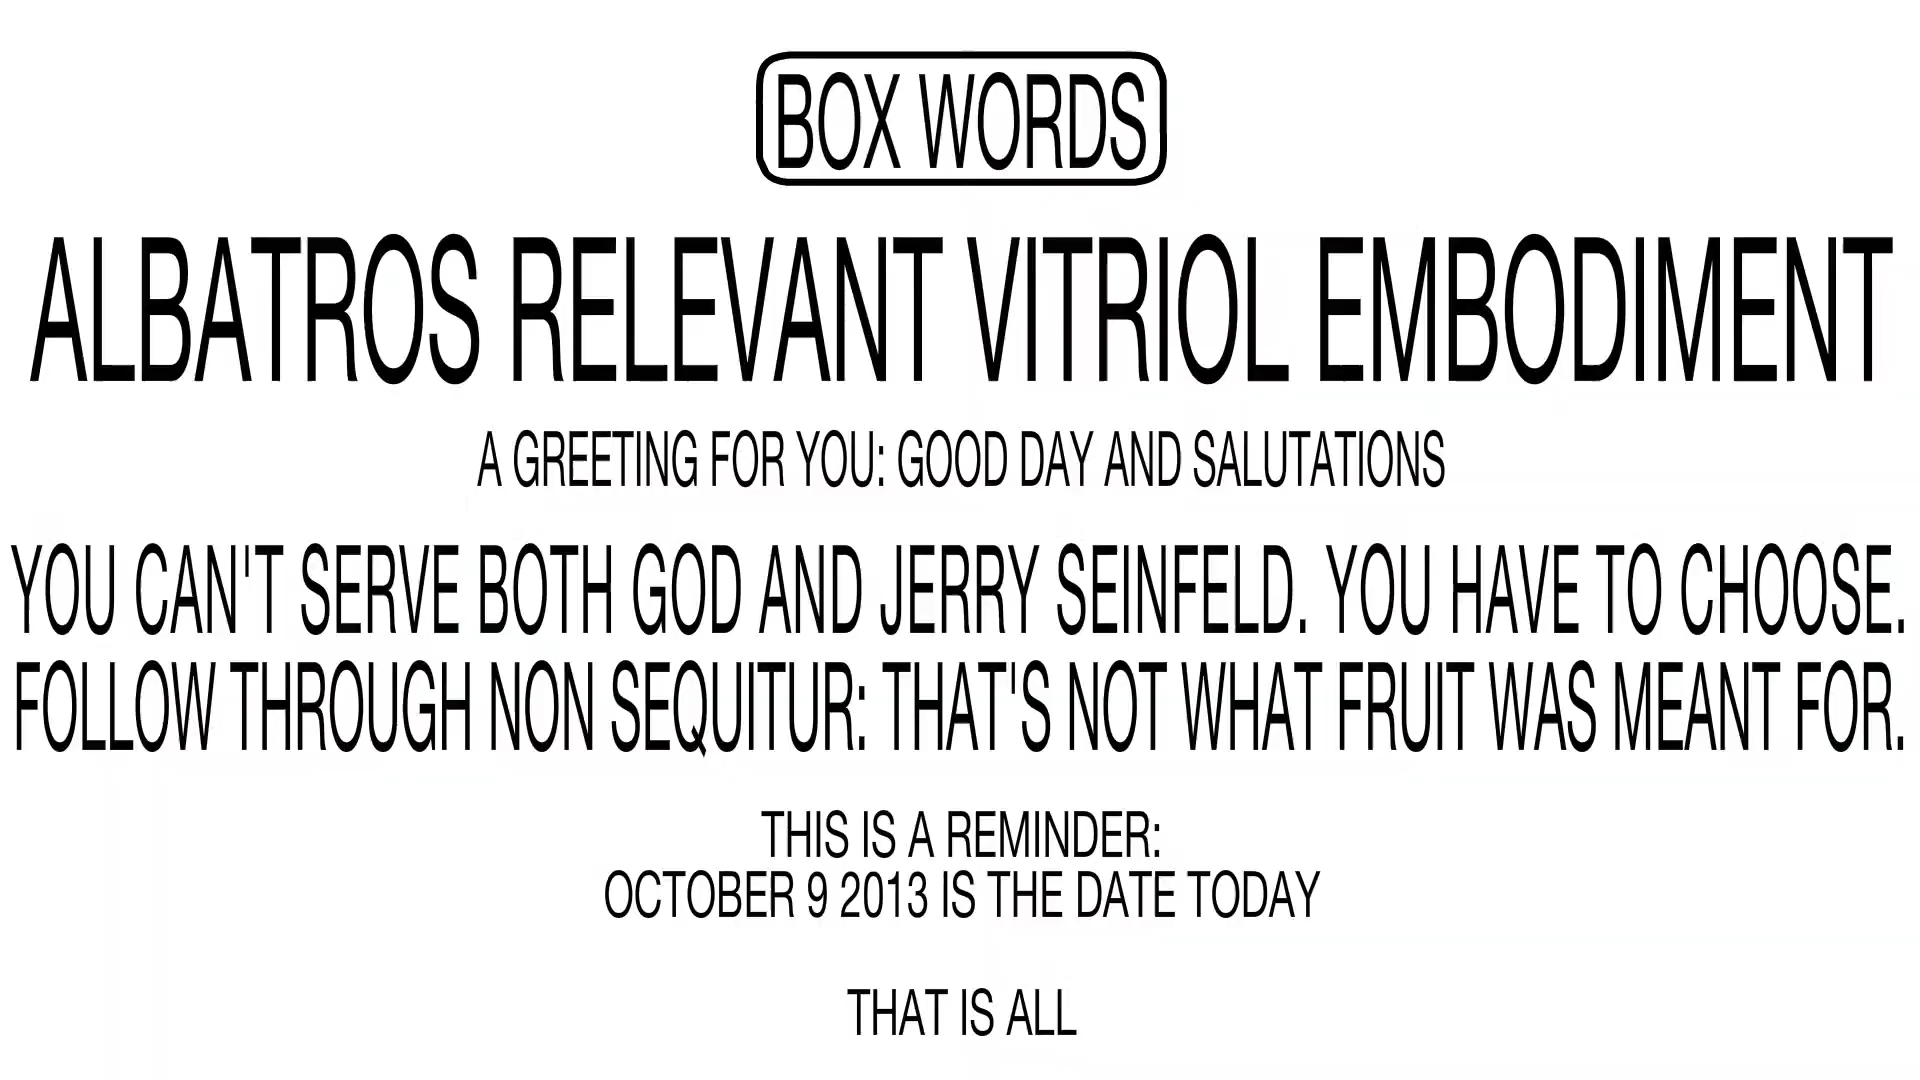 BOX WORDS
ALBATROS RELEVANT VITRIOL EMBODIMENT
A GREETING FOR YOU: GOOD DAY AND SALUTATIONS
YOU CAN'T SERVE BOTH GOD AND JERRY SEINFELD. YOU HAVE TO CHOOSE.
FOLLOW THROUGH NON SEQUITUR: THAT'S NOT WHAT FRUIT WAS MEANT FOR.
THIS IS A REMINDER:
OCTOBER 9 2013 IS THE DATE TODAY
THAT IS ALL